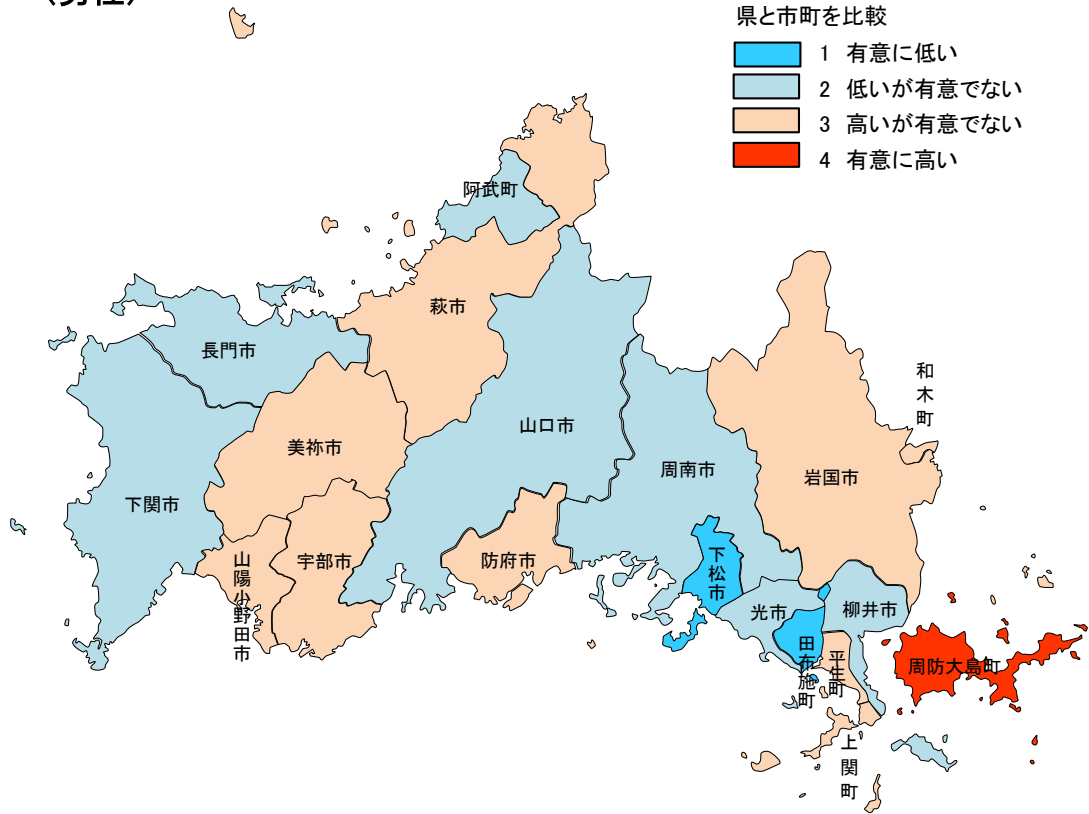 （男性）
県と市町を比較
1 有意に低い
2 低いが有意でない
3 高いが有意でない
4 有意に高い
阿武町
萩市
長門市
和木町
山口市
美祢市
周南市
岩国市
下関市
山陽小野田市
宇部市
防府市
下松市
光市
柳井市
田布施町
平生町
周防大島町
上関町